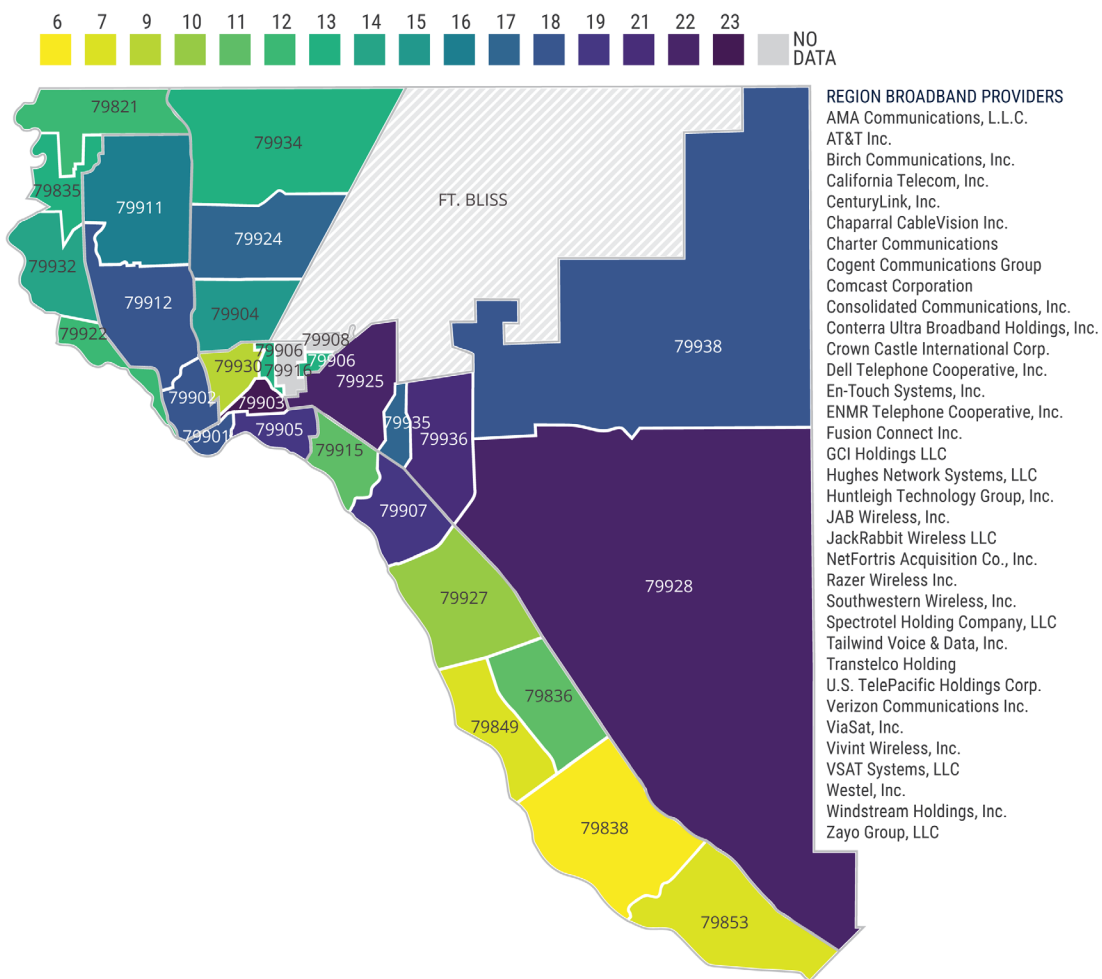 6 7 9 10 11 12 13 14 15 16 17 18 19 21 22 23 NO DATA
REGION BROADBAND PROVIDERS
AMA Communications, L.L.C.
AT&T Inc.
Birch Communications, Inc.
California Telecom, Inc.
CenturyLink, Inc.
Chaparral CableVision Inc.
Charter Communications
Cogent Communications Group
Comcast Corporation
Consolidated Communications, Inc.
Conterra Ultra Broadband Holdings, Inc.
Crown Castle International Corp.
Dell Telephone Cooperative, Inc.
En-Touch Systems, Inc.
ENMR Telephone Cooperative, Inc.
Fusion Connect Inc.
GCI Holdings LLC
Hughes Network Systems, LLC
Huntleigh Technology Group, Inc.
JAB Wireless, Inc.
JackRabbit Wireless LLC
NetFortris Acquisition Co., Inc.
Razer Wireless Inc.
Southwestern Wireless, Inc.
Spectrotel Holding Company, LLC
Tailwind Voice & Data, Inc.
Transtelco Holding
U.S. TelePacific Holdings Corp.
Verizon Communications Inc.
ViaSat, Inc.
Vivint Wireless, Inc.
VSAT Systems, LLC
Westel, Inc.
Windstream Holdings, Inc.
Zayo Group, LLC
79821
79934
79835
FT. BLISS
79911
79924
79932
79912
79904
79922
79908
79938
79906
79930
79906
79916
79925
79902
79903
79935
79901
79905
79936
79915
79907
79928
79927
79836
79849
79838
79853